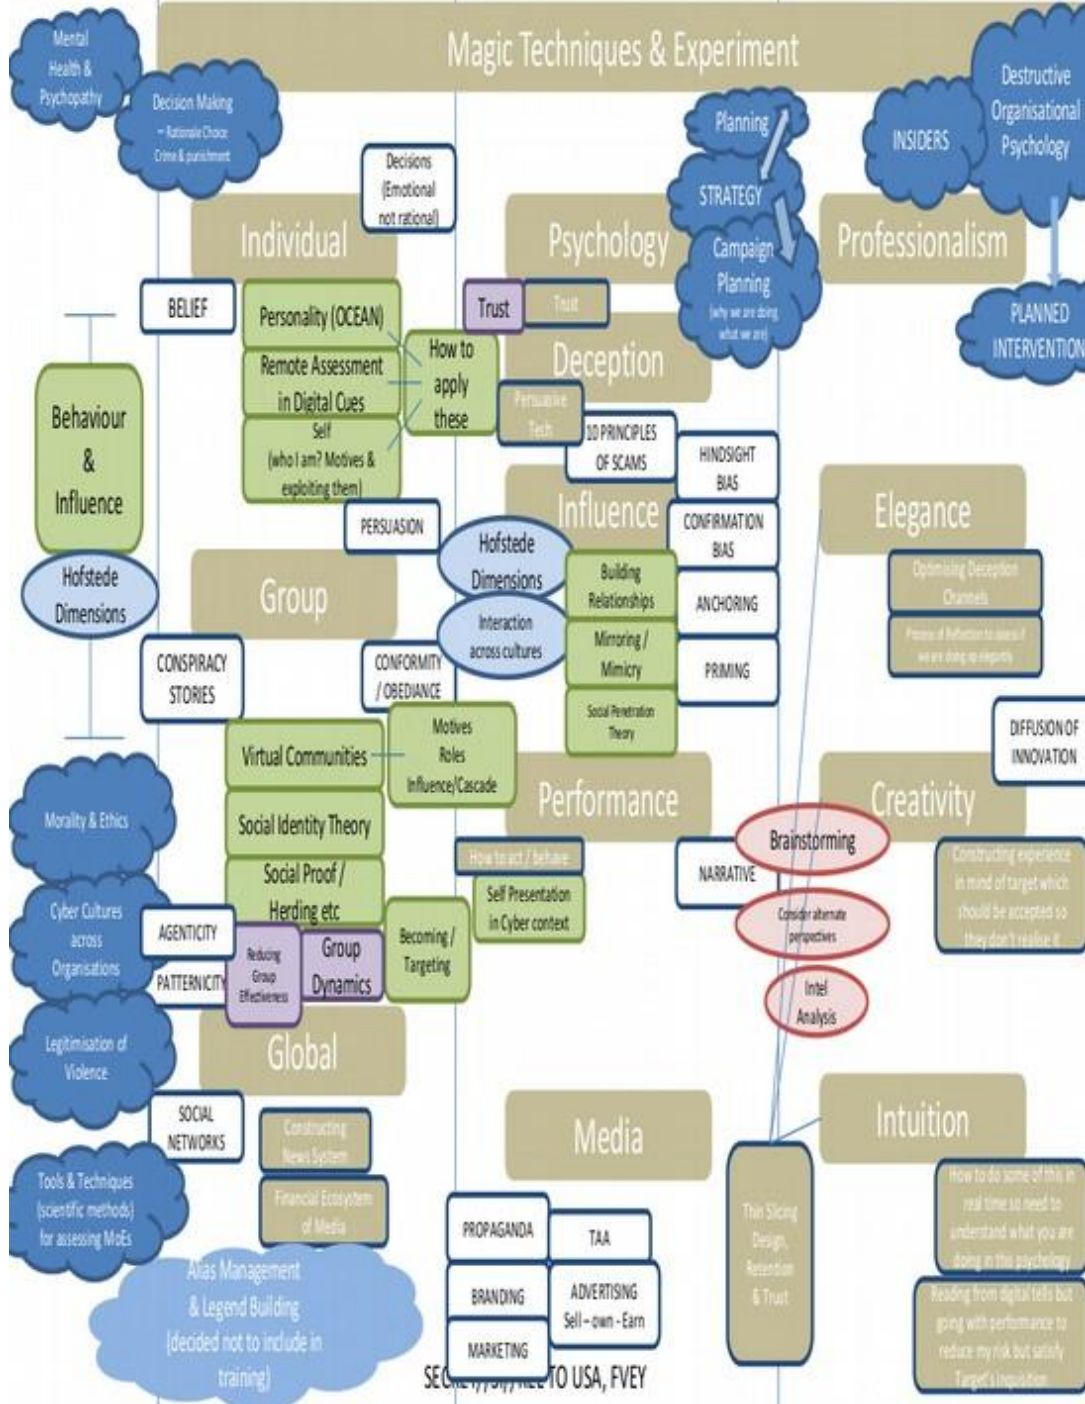 Magic Techniques & Experiment
Mental
Health &
Psychopathy
Decision Making
– Rationale Choice
Crime & punishment
Decisions
(Emotional
not rational)
Planning
STRATEGY
Campaign
Planning
(why we are doing
what we are)
INSIDERS
Destructive
Organisational
Psychology
PLANNED
INTERVENTION
Individual
Psychology
Professionalism
BELIEF
Personality (OCEAN)
Remote Assessment
in Digital Cues
Self
(who I am? Motives &
exploiting them)
How to
apply
these
Trust
Trust
Deception
Persuasive
Tech
10 PRINCIPLES
OF SCAMS
HINDSIGHT
BIAS
Behaviour
&
Influence
Hofstede
Dimensions
PERSUASION
Influence
CONFIRMATION
BIAS
Elegance
Hofstede
Dimensions
Interaction
across cultures
Building
Relationships
Mirroring /
Mimicry
Social Penetration
Theory
ANCHORING
PRIMING
Optimising Deception
Channels
Process of Reflection to assess if
we are doing op elegantly
Group
CONSPIRACY
STORIES
CONFORMITY
/ OBEDIANCE
Virtual Communities
Motives
Roles
Influence/Cascade
Social Identity Theory
Social Proof /
Herding etc
Reducing
Group
Effectiveness
Group
Dynamics
Becoming /
Targeting
DIFFUSION OF
INNOVATION
Performance
Creativity
How to act / behave
Self Presentation
in Cyber context
NARRATIVE
Brainstorming
Consider alternate
perspectives
Intel
Analysis
Constructing experience
in mind of target which
should be accepted so
they don't realise it
Morality & Ethics
Cyber Cultures
across
Organisations
AGENTICITY
PATTERNICITY
Legitimisation of
Violence
Global
SOCIAL
NETWORKS
Constructing
News System
Financial Ecosystem
of Media
Tools & Techniques
(scientific methods)
for assessing MoEs
Alias Management
& Legend Building
(decided not to include in
training)
Media
PROPAGANDA
TAA
BRANDING
ADVERTISING
Sell – own - Earn
MARKETING
Intuition
Thin Slicing
Design,
Retention
& Trust
How to do some of this in
real time so need to
understand what you are
doing in this psychology
Reading from digital tells but
going with performance to
reduce my risk but satisfy
Target's inquisition
TO USA, FVEY